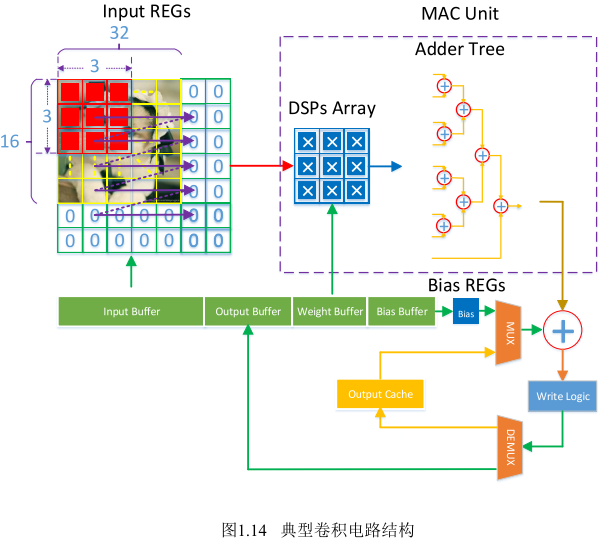 Input REGs
MAC Unit
32
Adder Tree
3
DSPs Array
3
16
0 0
0
0 0
0
0
0 0 0 0 0 0 0
0 0 0 0 0 0 0
Bias REGs
Input Buffer
Output Buffer
Weight Buffer
Bias Buffer
Bias
MUX
Output Cache
Write Logic
DEMUX
图1.14 典型卷积电路结构